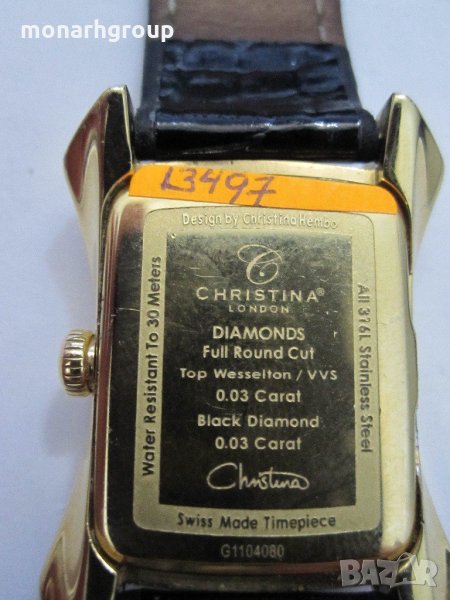 monarhgroup
L3497
Design by Christina Hembo
CHRISTINA®
LONDON
DIAMONDS
Full Round Cut
Top Wesselton / VVS
0.03 Carat
Black Diamond
0.03 Carat
Christina
Swiss Made Timepiece
G1104080
Water Resistant To 30 Meters
All 316L Stainless Steel
BAZAR